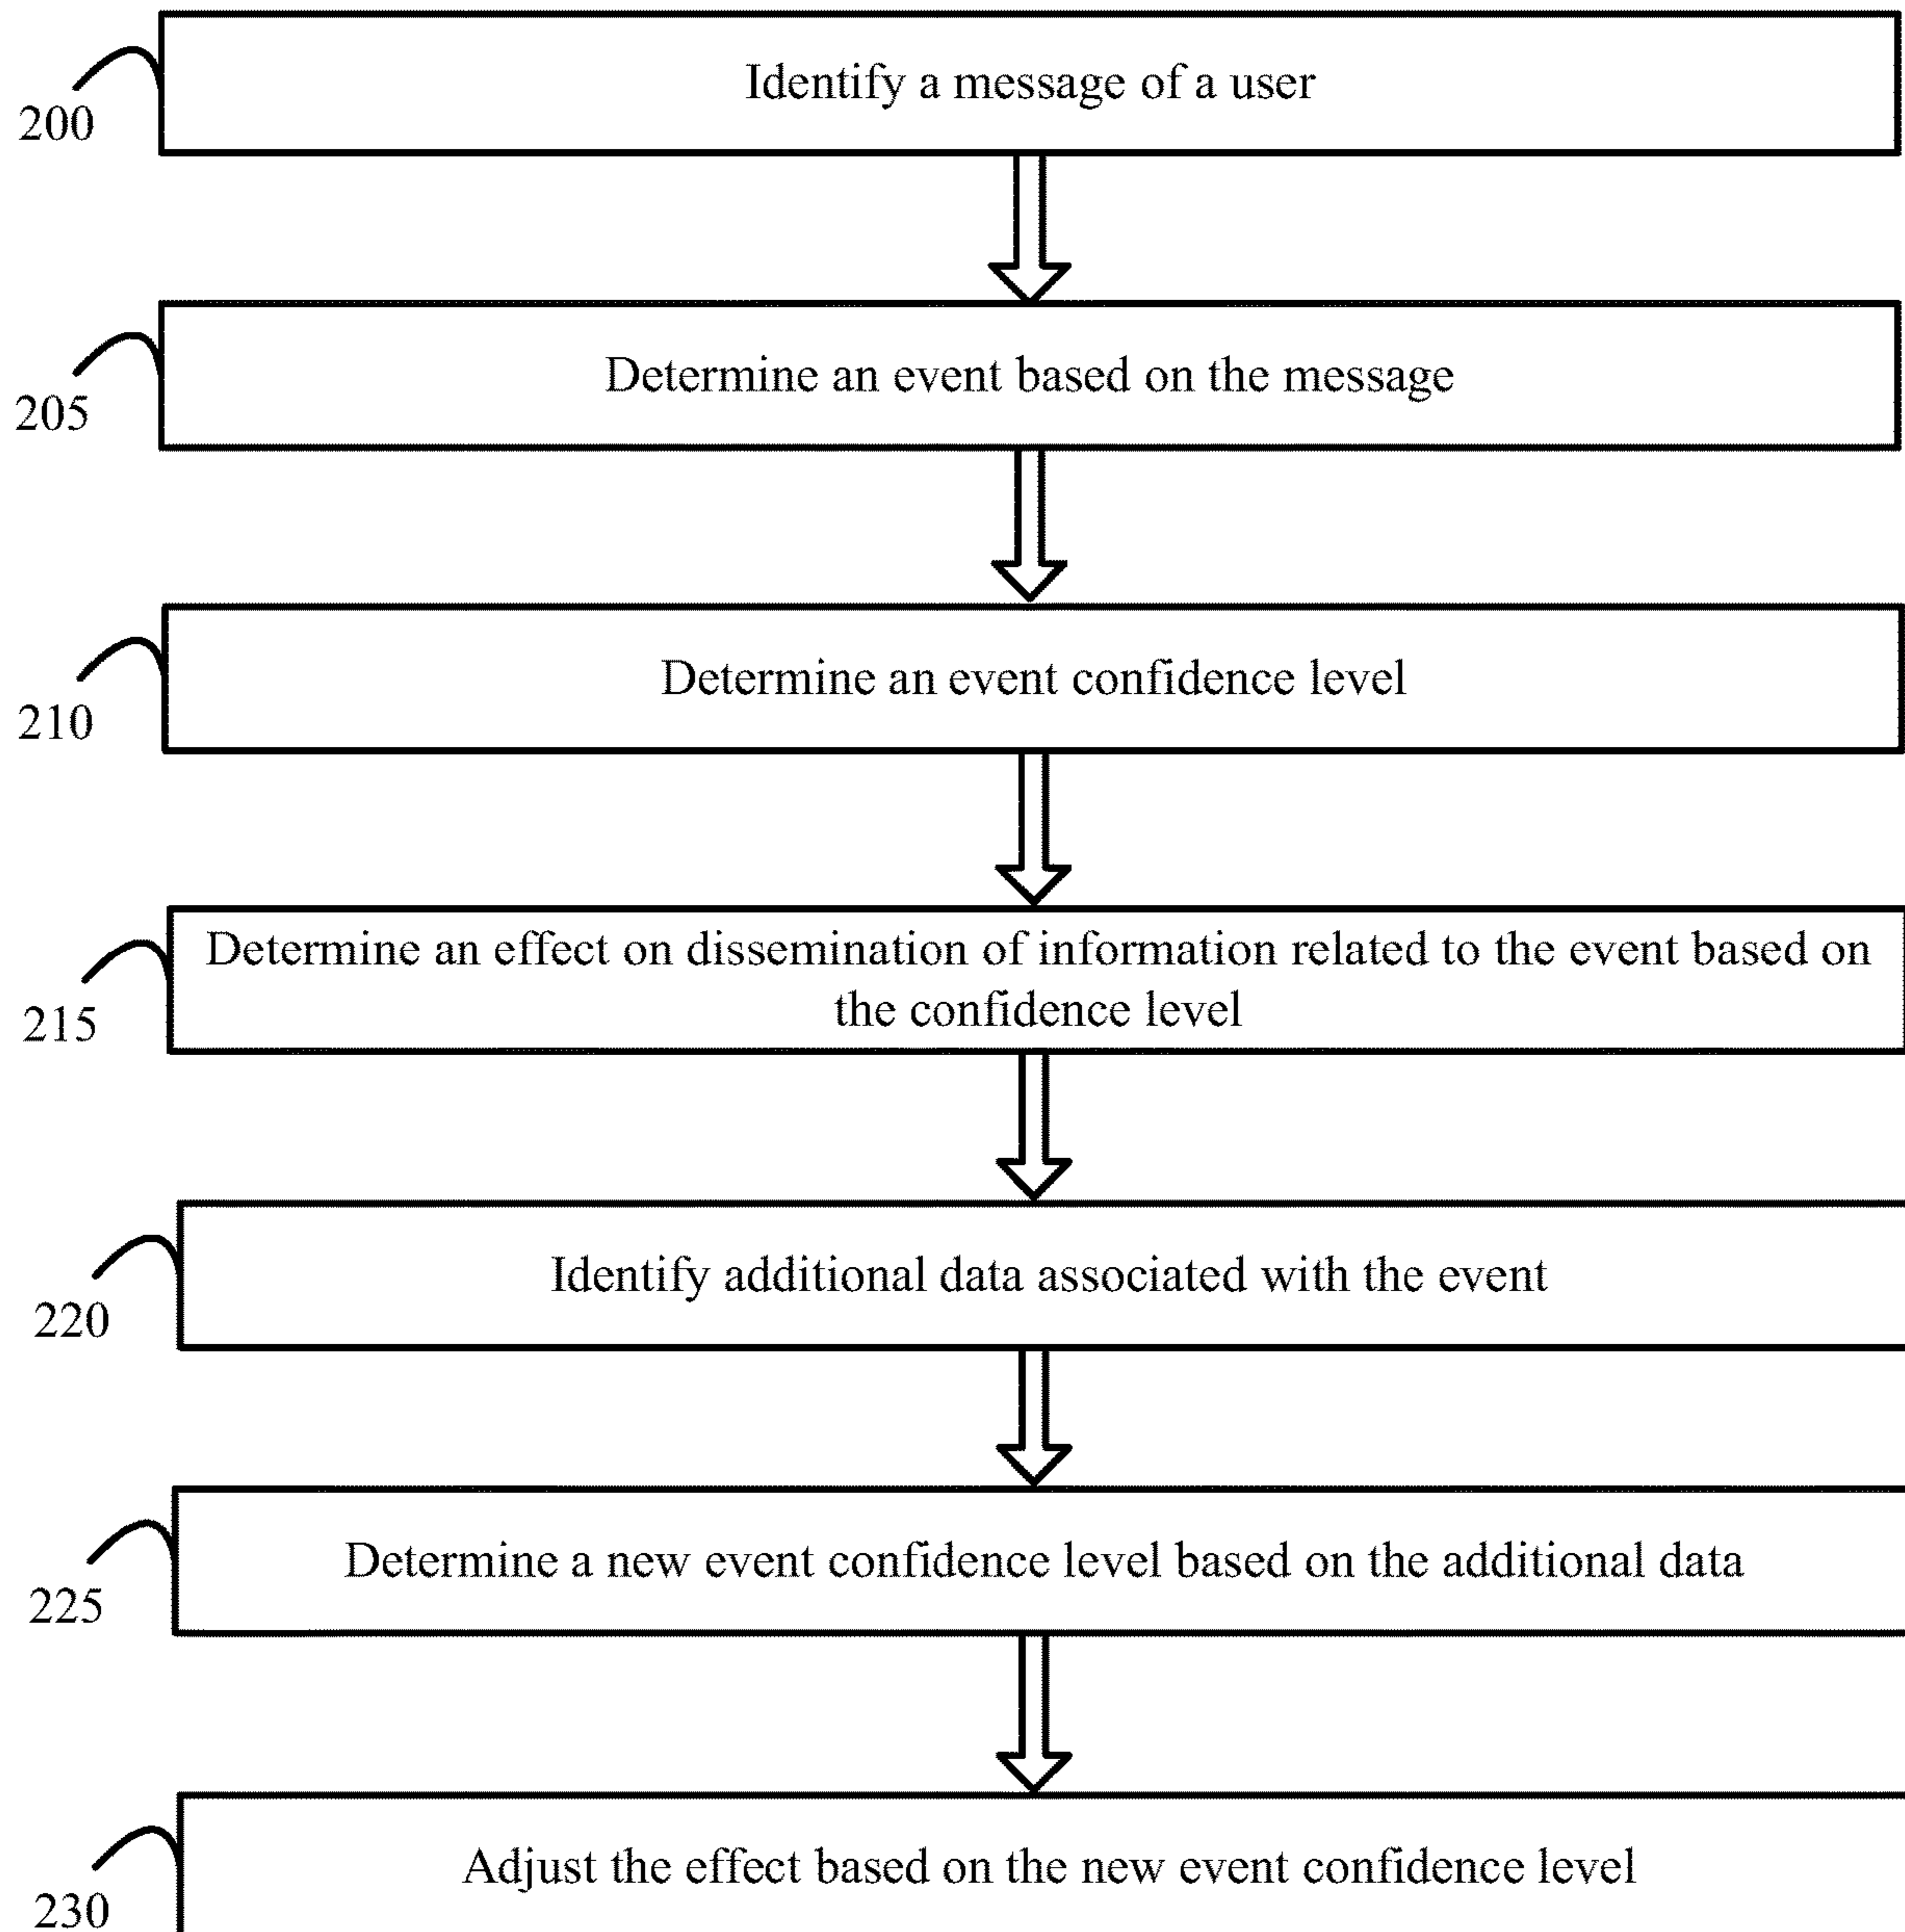 Identify a message of a user
200
Determine an event based on the message
205
Determine an event confidence level
210
Determine an effect on dissemination of information related to the event based on
the confidence level
215
Identify additional data associated with the event
220
Determine a new event confidence level based on the additional data
225
Adjust the effect based on the new event confidence level
230